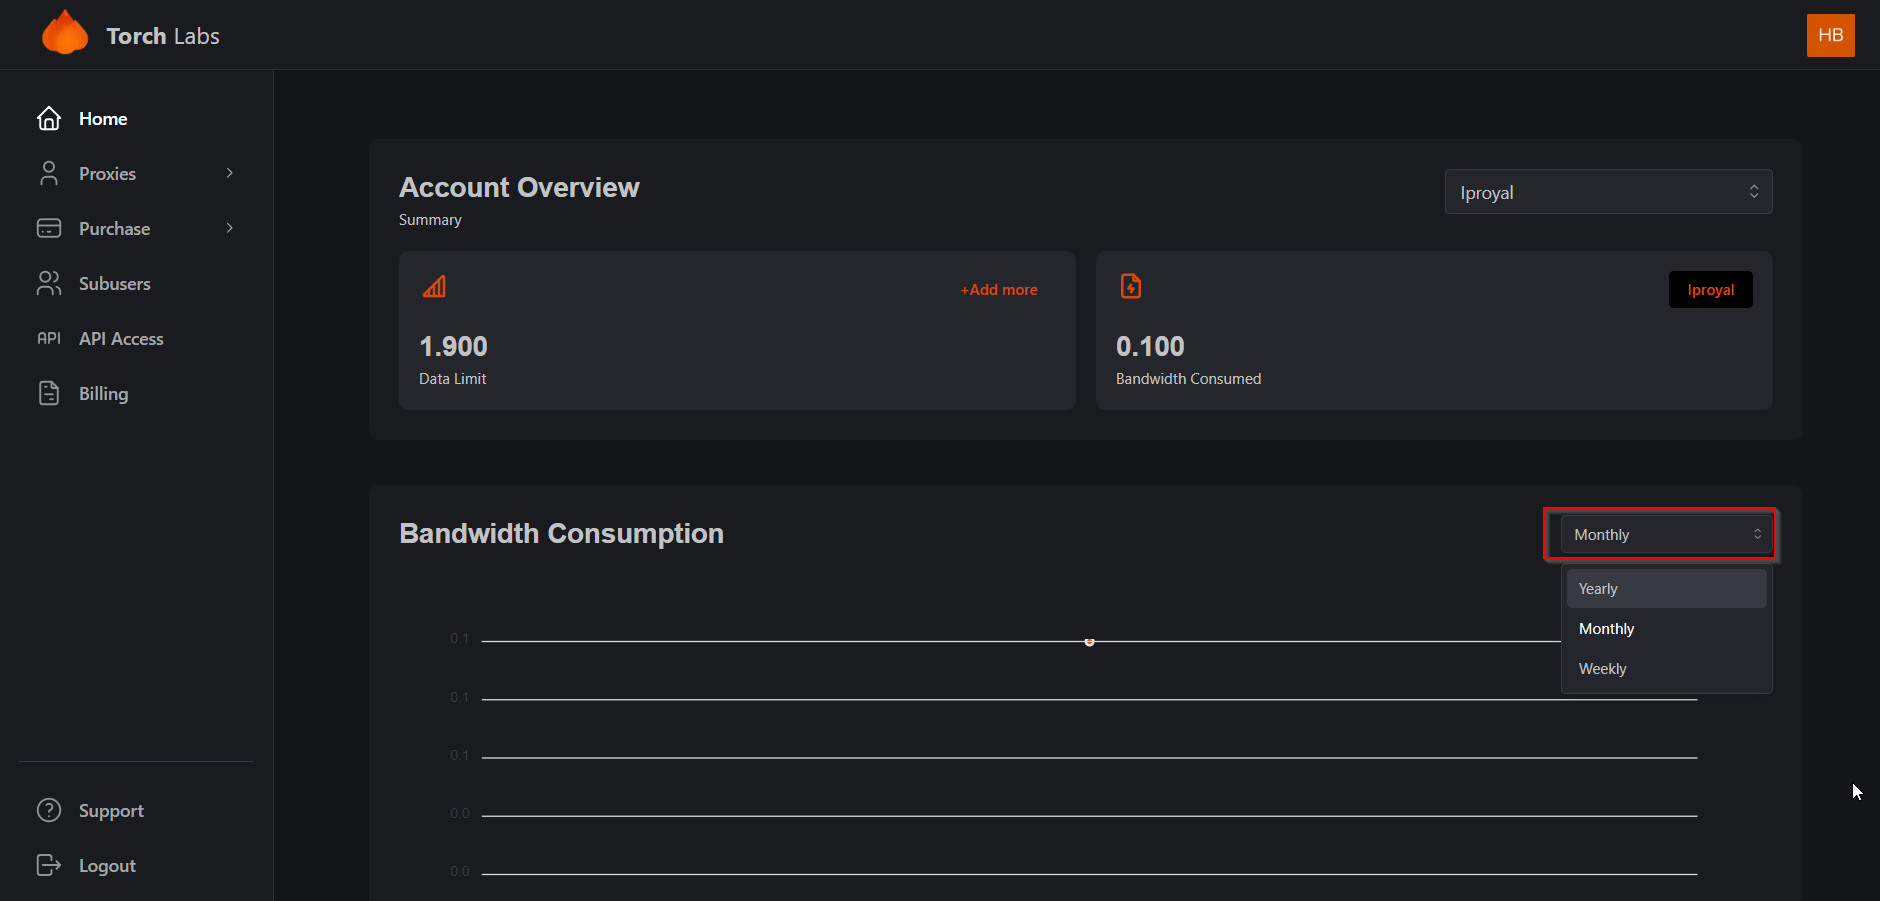 Torch Labs
HB
Home
Proxies
Purchase
Subusers
API API Access
Billing
Support
Logout
Account Overview
Summary
Iproyal
+Add more
1.900
Data Limit
Iproyal
0.100
Bandwidth Consumed
Bandwidth Consumption
Monthly
Yearly
Monthly
Weekly
0.1
0.1
0.1
0.0
0.0